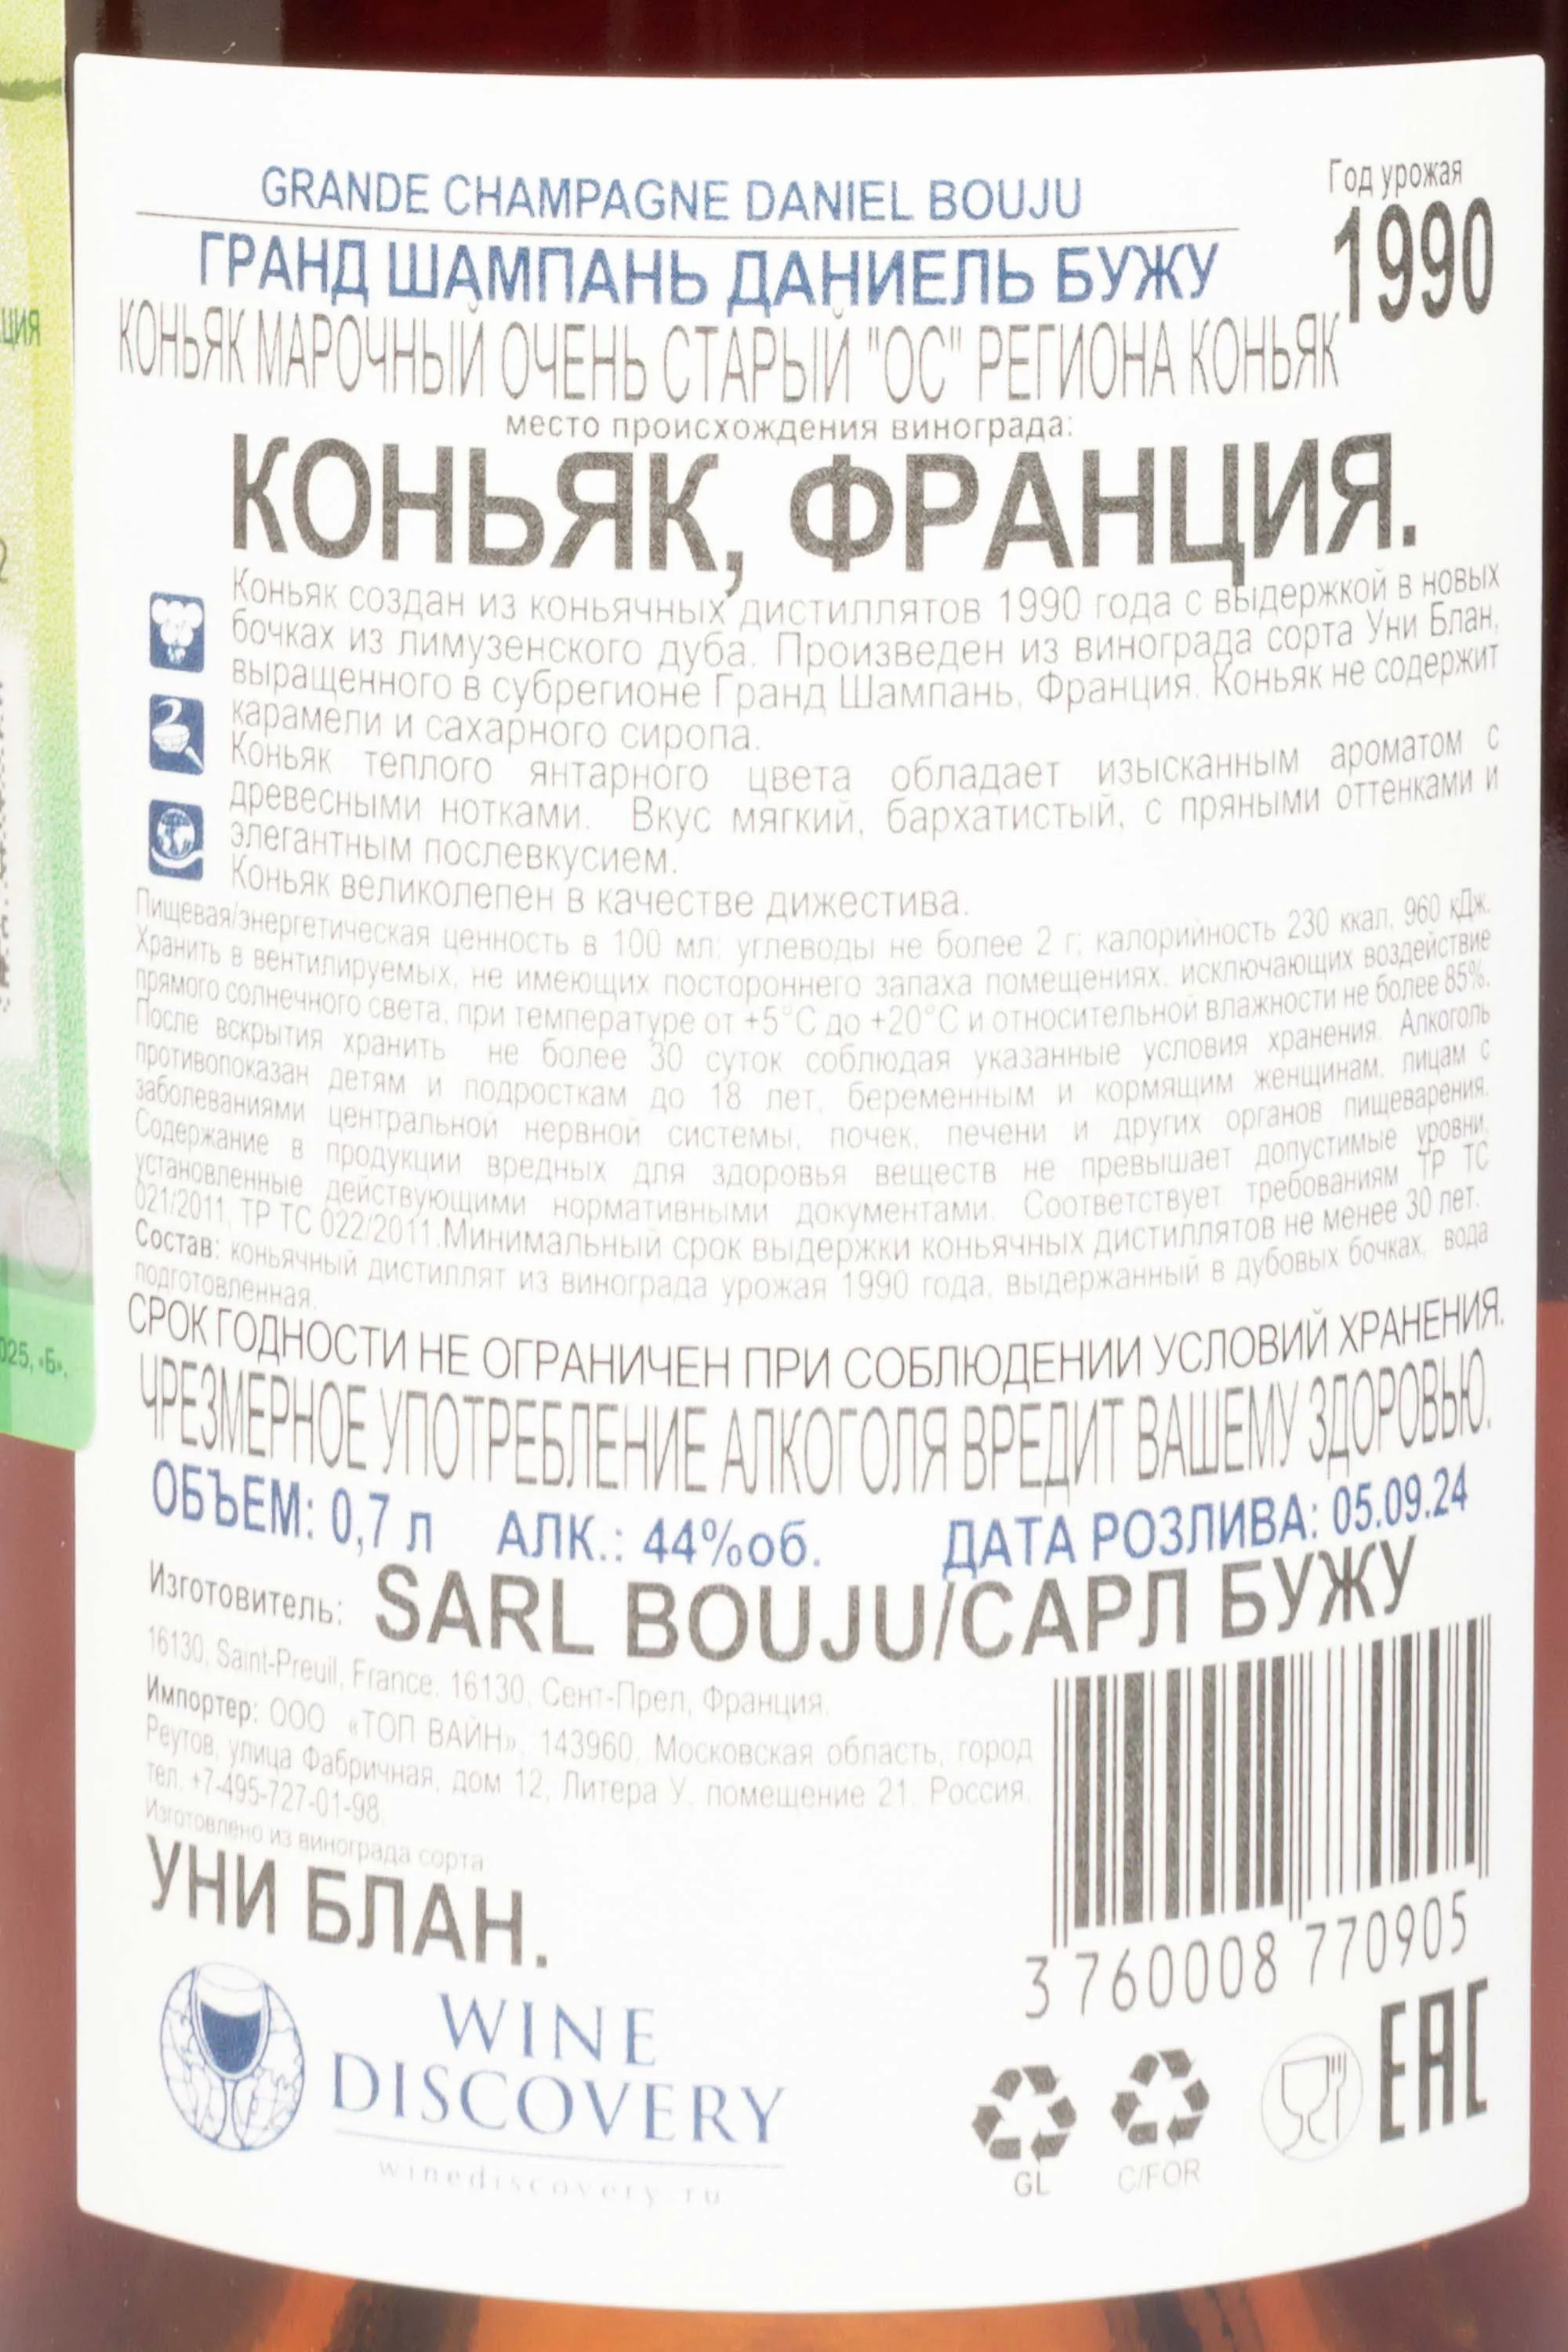 GRANDE CHAMPAGNE DANIEL BOUJU
Год урожая
1990
ГРАНД ШАМПАНЬ ДАНИЕЛЬ БУЖУ
КОНЬЯК МАРОЧНЫЙ ОЧЕНЬ СТАРЫЙ "ОС" РЕГИОНА КОНЬЯК
место происхождения винограда:
КОНЬЯК, ФРАНЦИЯ.
Коньяк создан из коньячных дистиллятов 1990 года с выдержкой в новых
бочках из лимузенского дуба. Произведен из винограда сорта Уни Блан,
выращенного в субрегионе Гранд Шампань, Франция. Коньяк не содержит
карамели и сахарного сиропа.
Коньяк теплого янтарного цвета обладает изысканным ароматом с
древесными нотками. Вкус мягкий, бархатистый, с пряными оттенками и
элегантным послевкусием.
Коньяк великолепен в качестве дижестива.
Пищевая/энергетическая ценность в 100 мл: углеводы не более 2 г; калорийность 230 ккал, 960 кДж.
Хранить в вентилируемых, не имеющих постороннего запаха помещениях, исключающих воздействие
прямого солнечного света, при температуре от +5°С до +20°С и относительной влажности не более 85%.
После вскрытия хранить не более 30 суток соблюдая указанные условия хранения. Алкоголь
противопоказан детям и подросткам до 18 лет, беременным и кормящим женщинам, лицам с
заболеваниями центральной нервной системы, почек, печени и других органов пищеварения.
Содержание в продукции вредных для здоровья веществ не превышает допустимые уровни,
установленные действующими нормативными документами. Соответствует требованиям ТР ТС
021/2011, ТР ТС 022/2011.Минимальный срок выдержки коньячных дистиллятов не менее 30 лет.
Состав: коньячный дистиллят из винограда урожая 1990 года, выдержанный в дубовых бочках, вода
подготовленная.
СРОК ГОДНОСТИ НЕ ОГРАНИЧЕН ПРИ СОБЛЮДЕНИИ УСЛОВИЙ ХРАНЕНИЯ.
ЧРЕЗМЕРНОЕ УПОТРЕБЛЕНИЕ АЛКОГОЛЯ ВРЕДИТ ВАШЕМУ ЗДОРОВЬЮ.
ОБЪЕМ: 0,7 л АЛК.: 44%об. ДАТА РОЗЛИВА: 05.09.24
Изготовитель: SARL BOUJU/САРЛ БУЖУ
16130, Saint-Preuil, France. 16130, Сент-Прел, Франция.
Импортер: ООО «ТОП ВАЙН», 143960, Московская область, город
Реутов, улица Фабричная, дом 12, Литера У, помещение 21. Россия.
тел. +7-495-727-01-98.
Изготовлено из винограда сорта
УНИ БЛАН.
3 760008 770905
WINE
DISCOVERY
winediscovery.ru
GL
C/FOR
EAC
ЦИЯ
2
025, «Б».